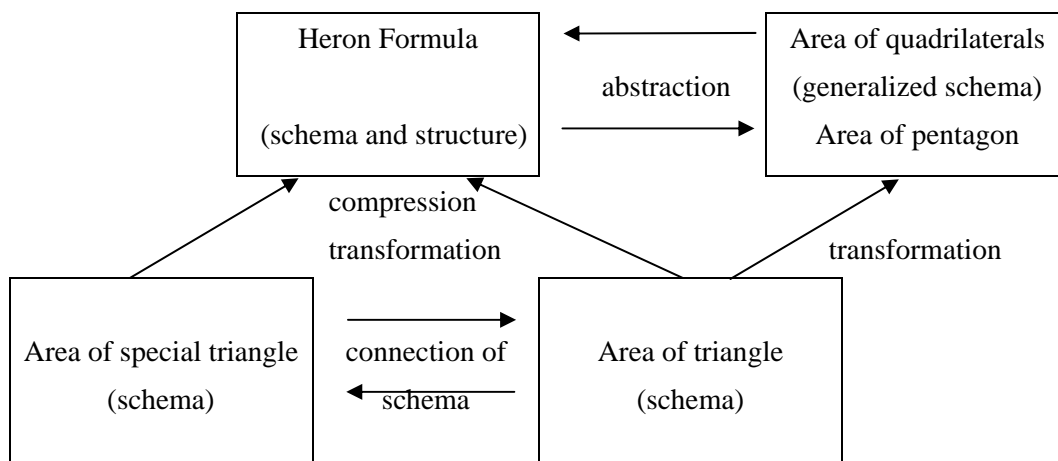 Heron Formula
(schema and structure)
abstraction
Area of quadrilaterals
(generalized schema)
Area of pentagon
compression
transformation
transformation
Area of special triangle
(schema)
connection of
schema
Area of triangle
(schema)